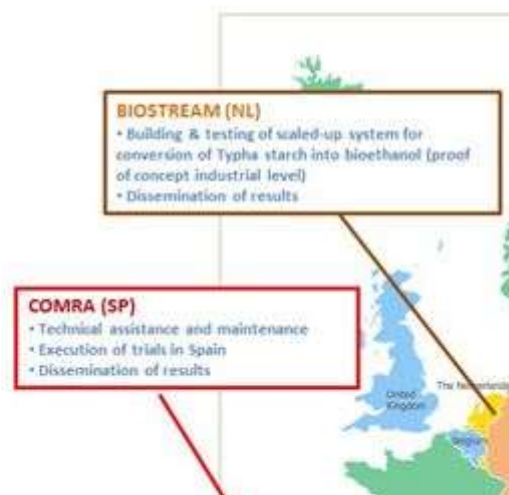 BIOSTREAM (NL)
• Building & testing of scaled-up system for
conversion of Typha starch into bioethanol (proof
of concept industrial level)
• Dissemination of results
COMRA (SP)
• Technical assistance and maintenance
• Execution of trials in Spain
• Dissemination of results
United
Kingdom
The Netherlands
Belgium